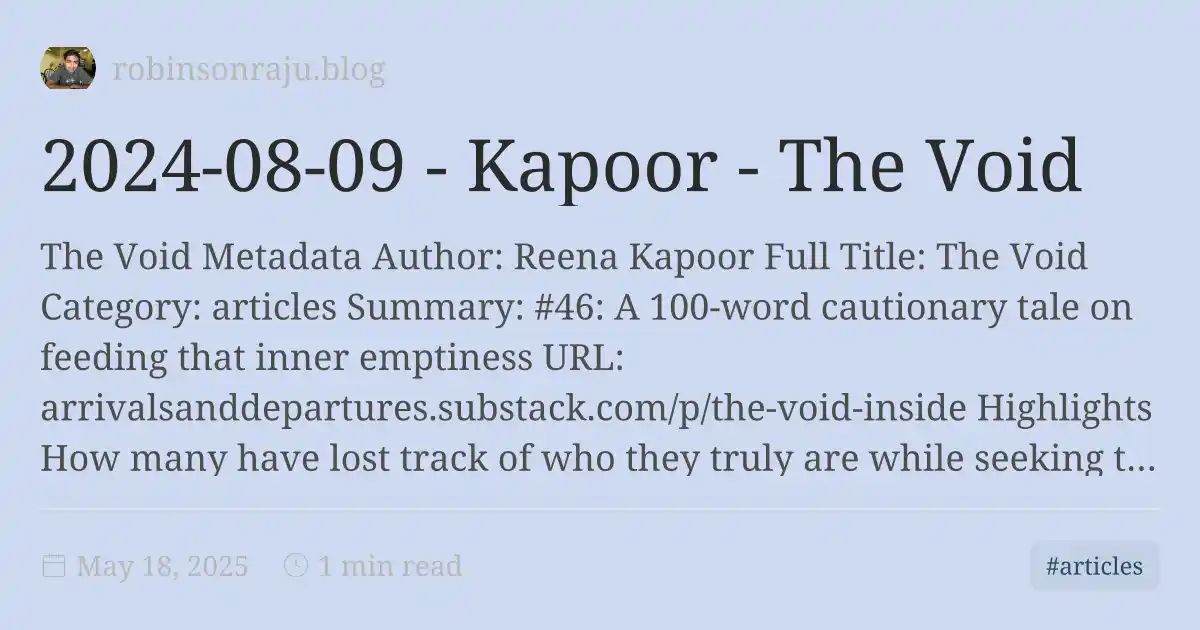 robinsonraju.blog
2024-08-09 - Kapoor - The Void
The Void Metadata Author: Reena Kapoor Full Title: The Void
Category: articles Summary: #46: A 100-word cautionary tale on
feeding that inner emptiness URL:
arrivalsanddepartures.substack.com/p/the-void-inside Highlights
How many have lost track of who they truly are while seeking t...
May 18, 2025 1 min read #articles